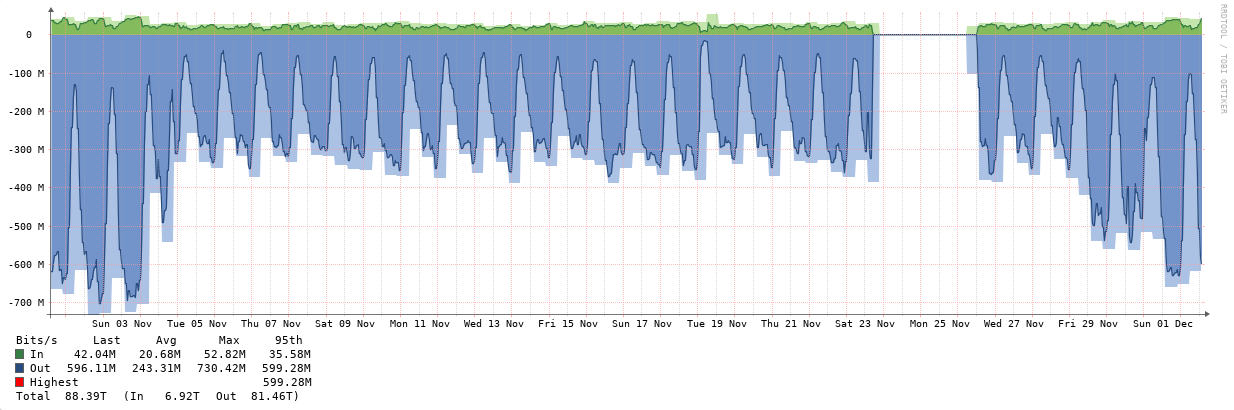 RRDTOOL / TOBI OETIKER
0
-100 M
-200 M
-300 M
-400 M
-500 M
-600 M
-700 M
Sun 03 Nov Tue 05 Nov Thu 07 Nov Sat 09 Nov Mon 11 Nov Wed 13 Nov Fri 15 Nov Sun 17 Nov Tue 19 Nov Thu 21 Nov Sat 23 Nov Mon 25 Nov Wed 27 Nov Fri 29 Nov Sun 01 Dec
Bits/s Last Avg Max 95th
In 42.04M 20.68M 52.82M 35.58M
Out 596.11M 243.31M 730.42M 599.28M
Highest 599.28M
Total 88.39T (In 6.92T Out 81.46T)